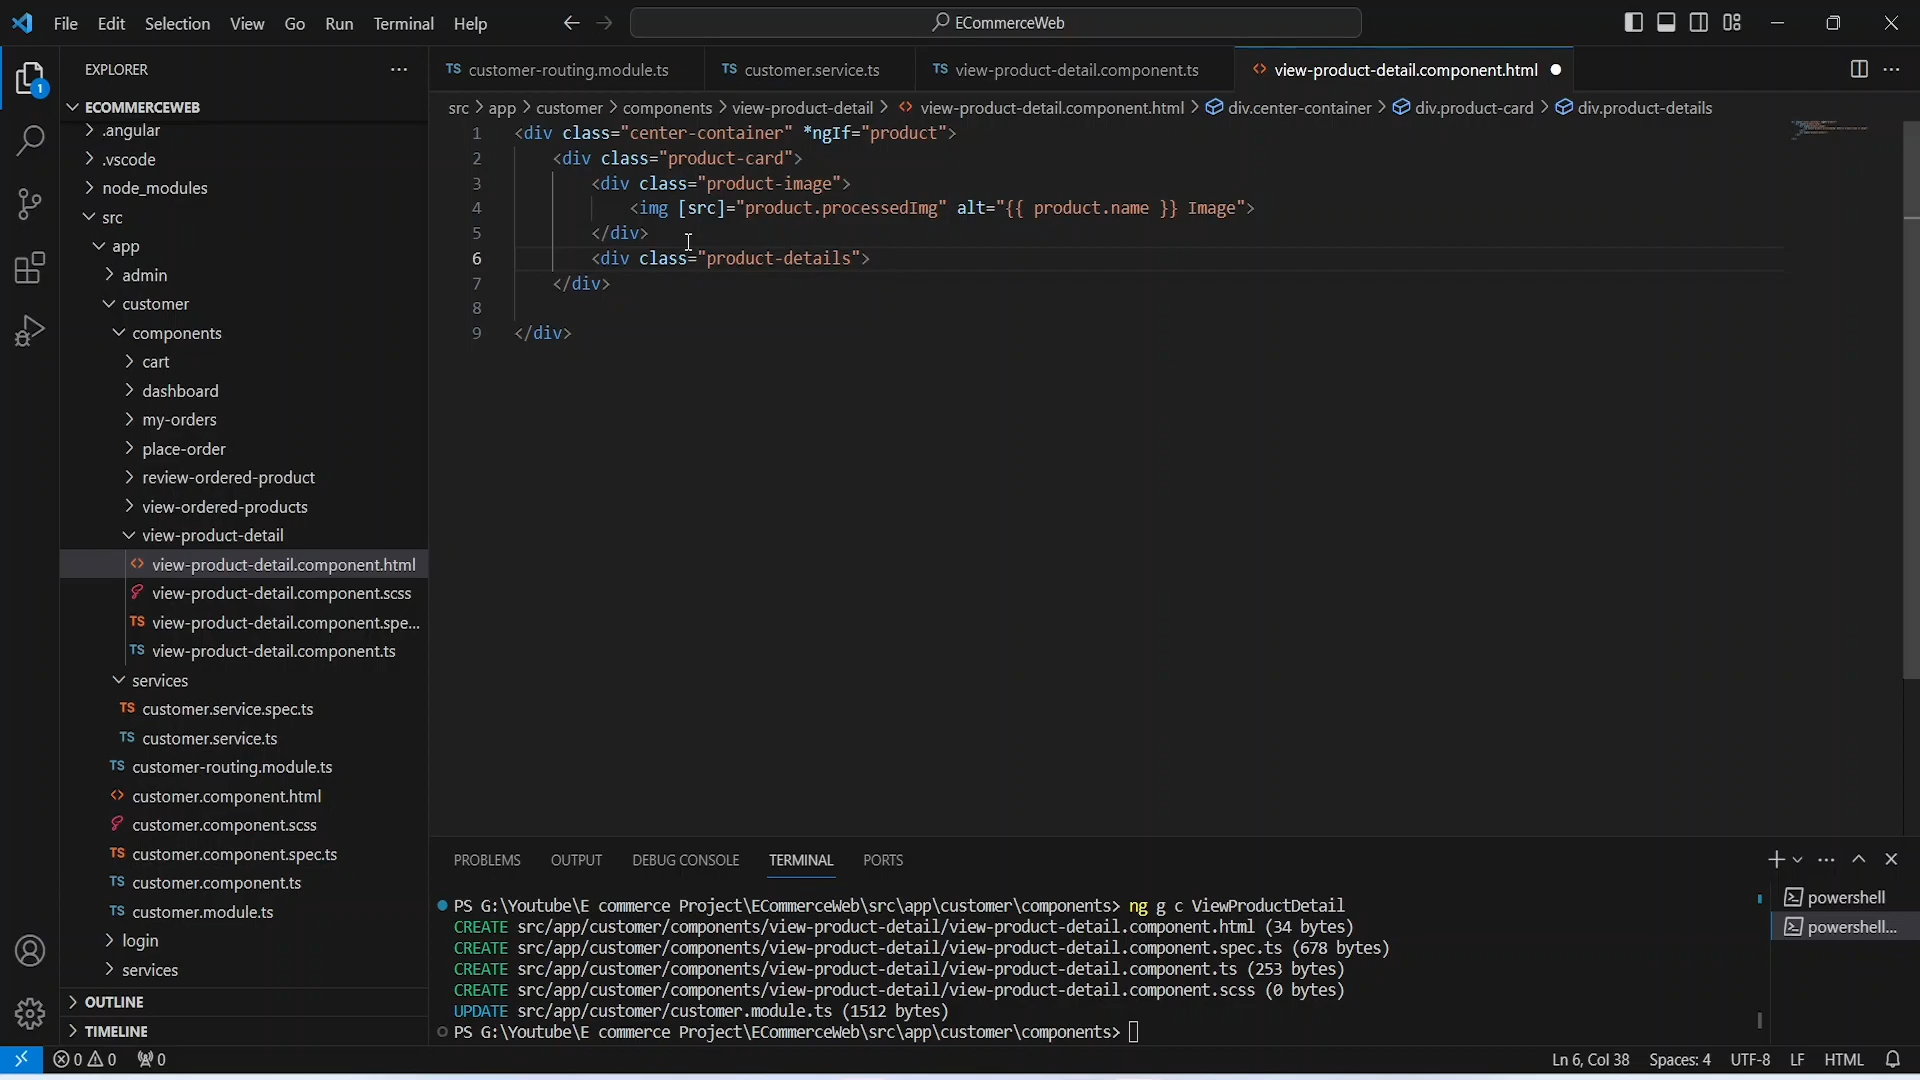 File Edit Selection View Go Run Terminal Help ECommerceWeb
EXPLORER
customer-routing.module.ts customer.service.ts view-product-detail.component.ts view-product-detail.component.html
ECOMMERCEWEB
src > app > customer > components > view-product-detail > view-product-detail.component.html > div.center-container > div.product-card > div.product-details
.angular
.vscode
node_modules
src
app
admin
customer
components
cart
dashboard
my-orders
place-order
review-ordered-product
view-ordered-products
view-product-detail
view-product-detail.component.html
view-product-detail.component.scss
TS view-product-detail.component.spe...
TS view-product-detail.component.ts
services
TS customer.service.spec.ts
TS customer.service.ts
TS customer-routing.module.ts
customer.component.html
customer.component.scss
TS customer.component.spec.ts
TS customer.component.ts
TS customer.module.ts
login
services
OUTLINE
TIMELINE
1 <div class="center-container" *ngIf="product">
2 <div class="product-card">
3 <div class="product-image">
4 <img [src]="product.processedImg" alt="{{ product.name }} Image">
5 </div>
6 <div class="product-details">
7 </div>
8
9 </div>
PROBLEMS OUTPUT DEBUG CONSOLE TERMINAL PORTS
PS G:\Youtube\E commerce Project\ECommerceWeb\src\app\customer\components> ng g c ViewProductDetail
CREATE src/app/customer/components/view-product-detail/view-product-detail.component.html (34 bytes)
CREATE src/app/customer/components/view-product-detail/view-product-detail.component.spec.ts (678 bytes)
CREATE src/app/customer/components/view-product-detail/view-product-detail.component.ts (253 bytes)
CREATE src/app/customer/components/view-product-detail/view-product-detail.component.scss (0 bytes)
UPDATE src/app/customer/customer.module.ts (1512 bytes)
PS G:\Youtube\E commerce Project\ECommerceWeb\src\app\customer\components>
powershell
powershell...
0 0 0 Ln 6, Col 38 Spaces: 4 UTF-8 LF HTML